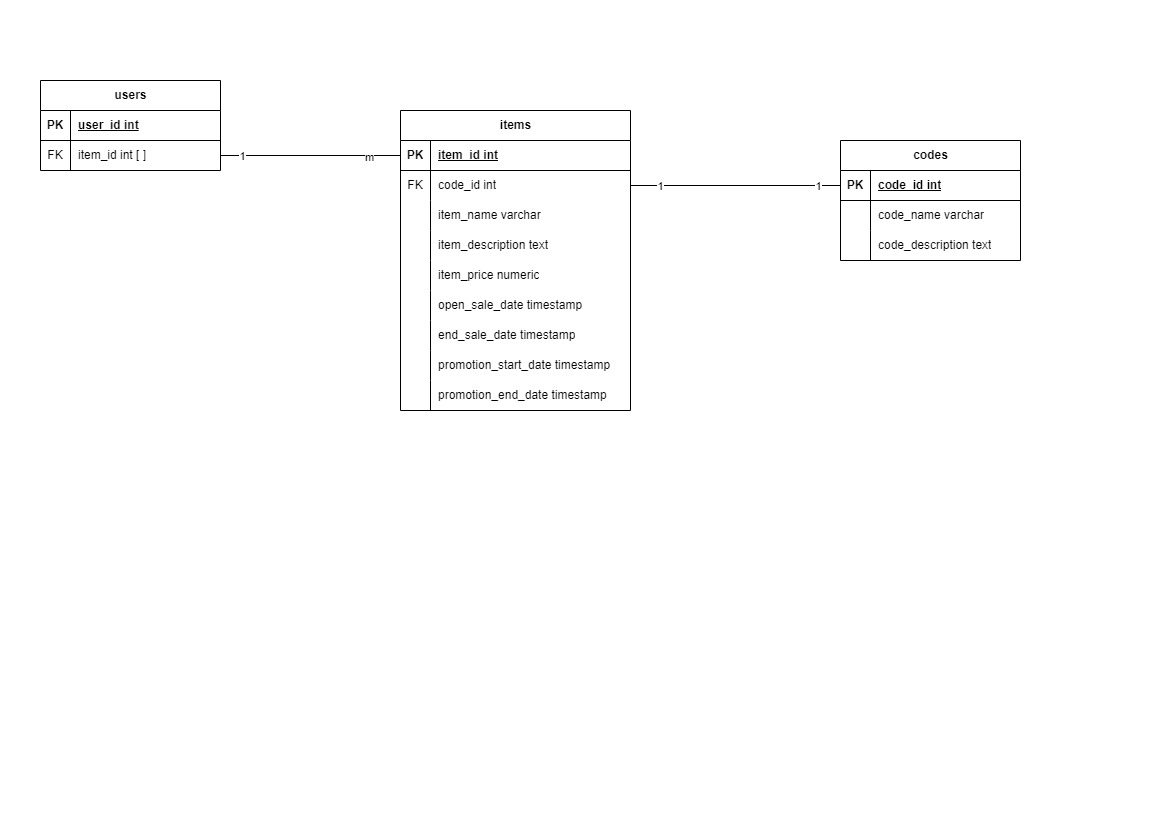 users
PK user_id int
FK item_id int [ ]
1 m
items
PK item_id int
FK code_id int
item_name varchar
item_description text
item_price numeric
open_sale_date timestamp
end_sale_date timestamp
promotion_start_date timestamp
promotion_end_date timestamp
1 1
codes
PK code_id int
code_name varchar
code_description text